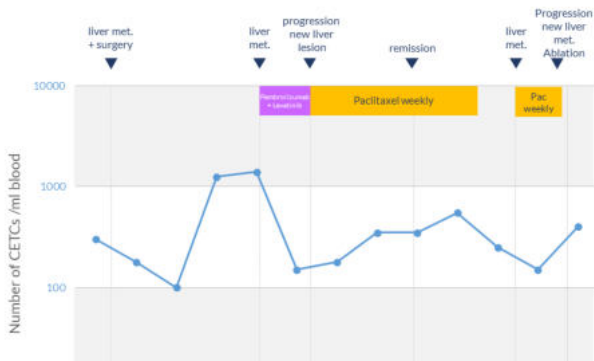 liver met.
+ surgery
liver
met.
progression
new liver
lesion
remission
liver
met.
Progression
new liver
met.
Ablation
10000
Paclitaxel weekly
Pac
weekly
1000
100
Number of CETCs /ml blood